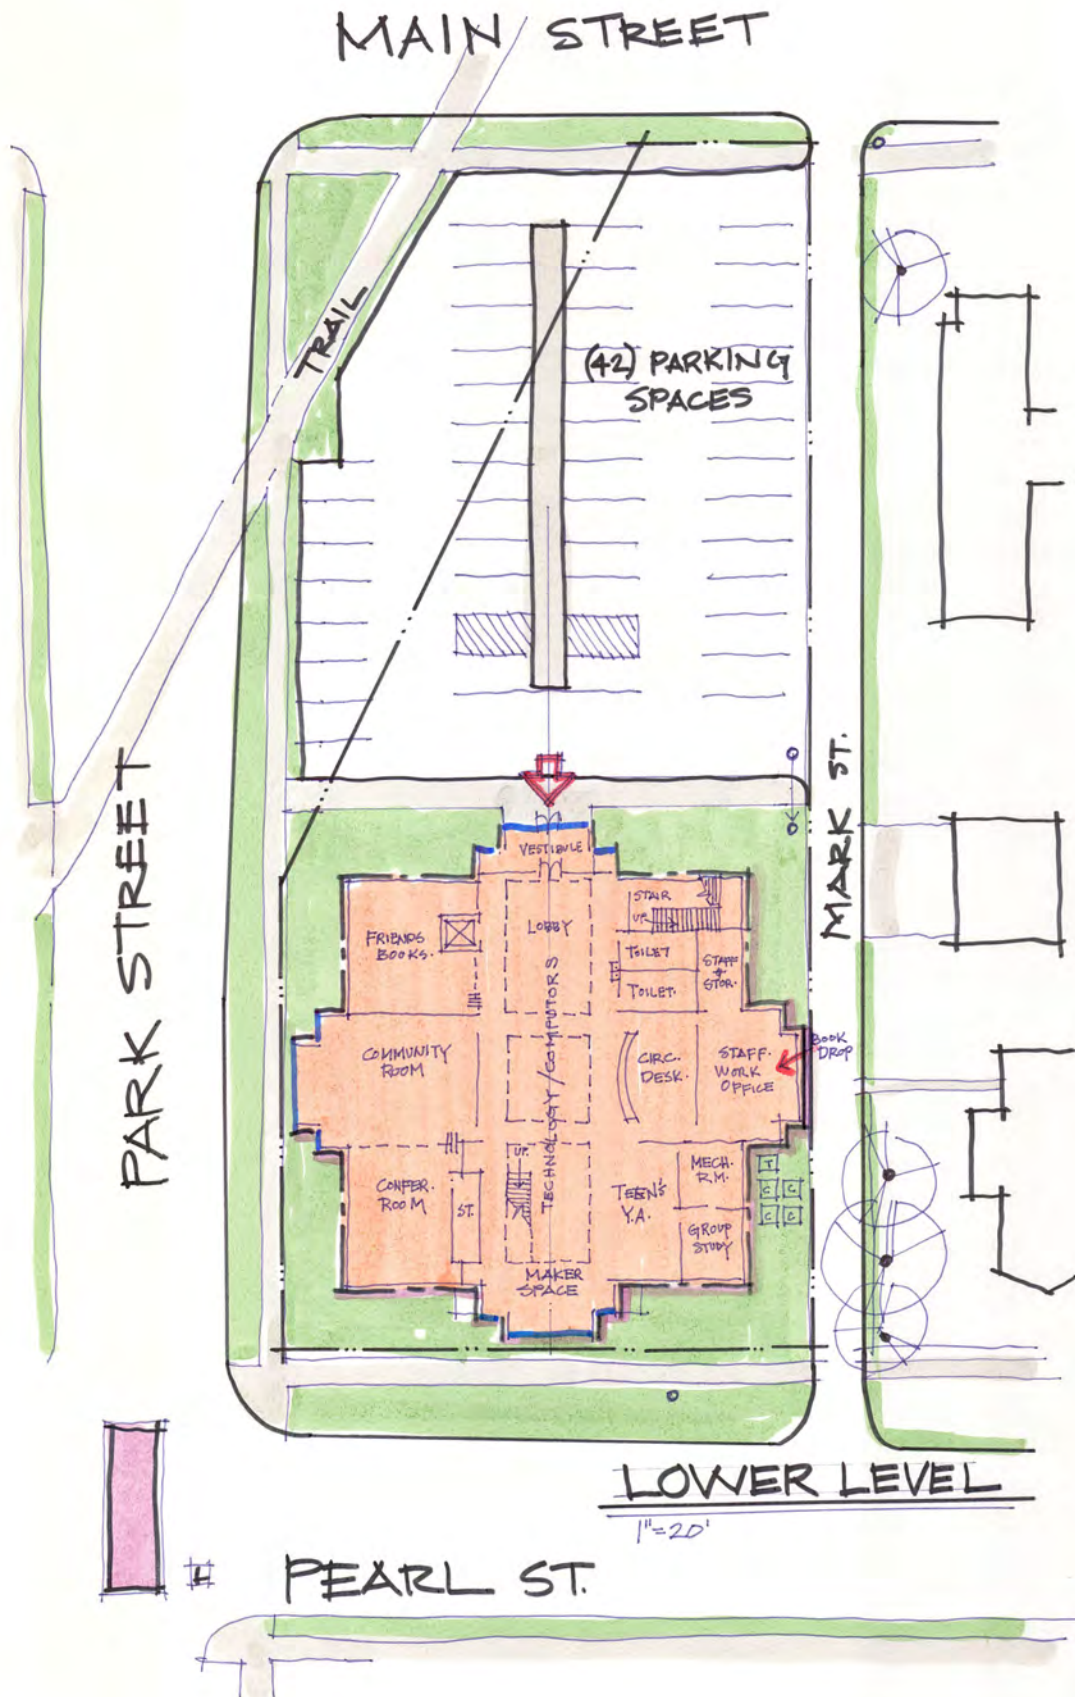 MAIN STREET
TRAIL
(42) PARKING
SPACES
PARK STREET
MARK ST.
VESTIBULE
LOBBY
STAIR
UP.
FRIENDS
BOOKS.
TOILET
TOILET.
STAFF
+
STOR.
TECHNOLOGY/COMPUTORS
COMMUNITY
ROOM
CIRC.
DESK.
STAFF.
WORK
OFFICE
BOOK
DROP
UP.
CONFER.
ROOM
ST.
TEEN'S
Y.A.
MECH.
R.M.
GROUP
STUDY
T
C C
C C
MAKER
SPACE
LOWER LEVEL
1"=20'
PEARL ST.